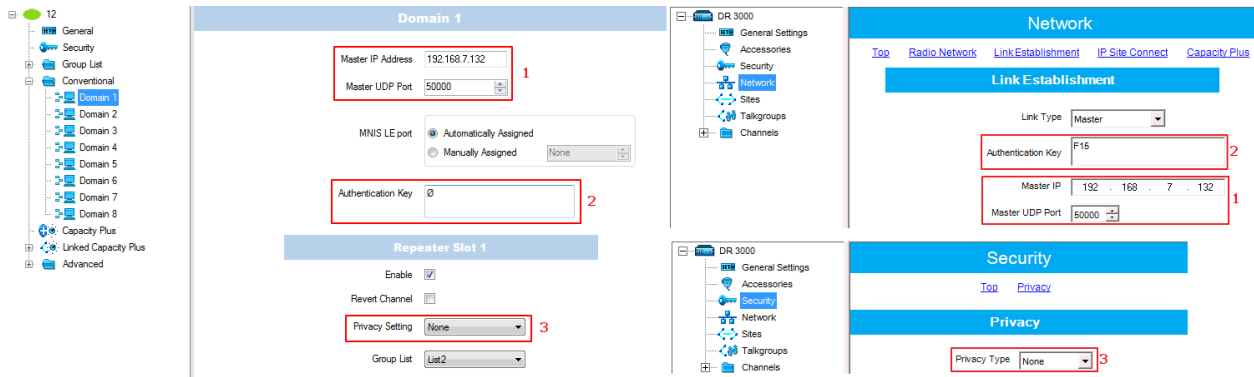 12
General
Security
Group List
Conventional
Domain 1
Domain 2
Domain 3
Domain 4
Domain 5
Domain 6
Domain 7
Domain 8
Capacity Plus
Linked Capacity Plus
Advanced
Domain 1
Master IP Address 192.168.7.132
Master UDP Port 50000
1
MNIS LE port Automatically Assigned
Manually Assigned None
Authentication Key Ø
2
Repeater Slot 1
Enable
Revert Channel
Privacy Setting None 3
Group List List2
DR 3000
General Settings
Accessories
Security
Network
Sites
Talkgroups
Channels
Network
Top Radio Network Link Establishment IP Site Connect Capacity Plus
Link Establishment
Link Type Master
Authentication Key F15 2
Master IP 192 . 168 . 7 . 132
Master UDP Port 50000
1
DR 3000
General Settings
Accessories
Security
Network
Sites
Talkgroups
Channels
Security
Top Privacy
Privacy
Privacy Type None 3